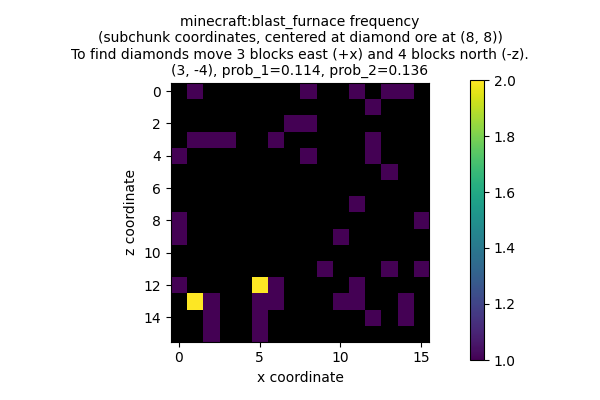 minecraft:blast_furnace frequency
(subchunk coordinates, centered at diamond ore at (8, 8))
To find diamonds move 3 blocks east (+x) and 4 blocks north (-z).
(3, -4), prob_1=0.114, prob_2=0.136
z coordinate
0
2
4
6
8
10
12
14
0 5 10 15
x coordinate
2.0
1.8
1.6
1.4
1.2
1.0